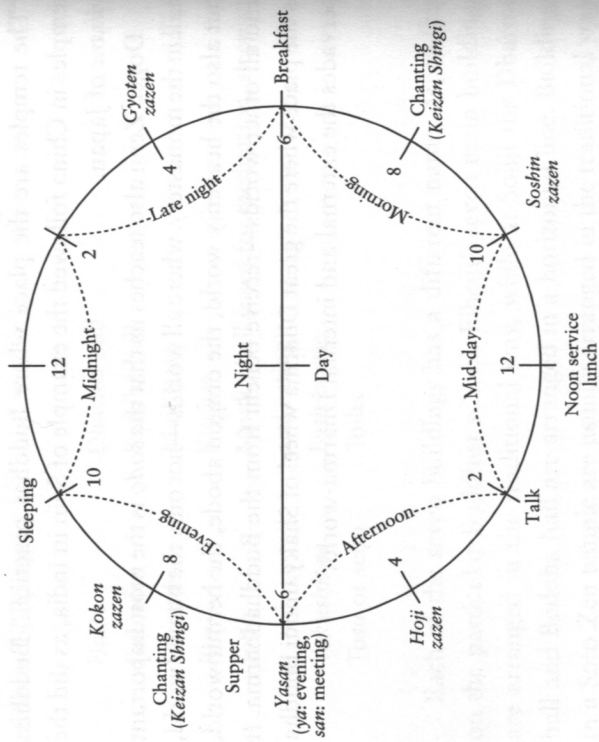 Sleeping
12
10
2
Midnight
Kokon
zazen
Gyoten
zazen
8
4
Evening
Late night
Chanting
(Keizan Shingi)
Supper
Night
6
6
Breakfast
Yasan
(ya: evening,
san: meeting)
Day
Afternoon
Morning
4
8
Hoji
zazen
Chanting
(Keizan Shingi)
Mid-day
2
10
12
Talk
Soshin
zazen
Noon service
lunch